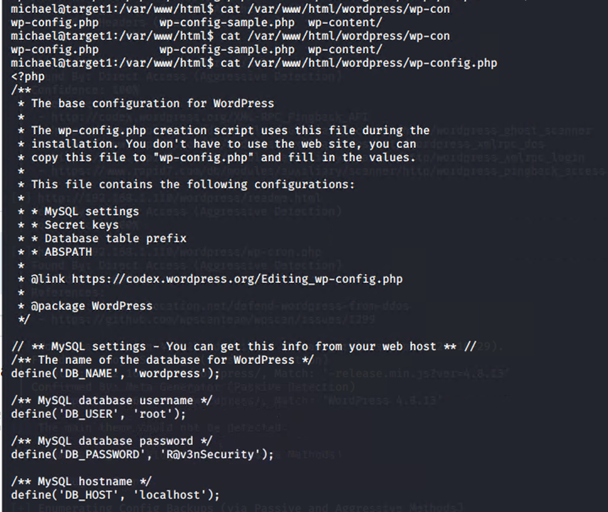 michael@target1:/var/www/html$ cat /var/www/html/wordpress/wp-con
wp-config.php         wp-config-sample.php  wp-content/
michael@target1:/var/www/html$ cat /var/www/html/wordpress/wp-con
wp-config.php         wp-config-sample.php  wp-content/
michael@target1:/var/www/html$ cat /var/www/html/wordpress/wp-config.php
<?php
/**
 * The base configuration for WordPress
 *
 * The wp-config.php creation script uses this file during the
 * installation. You don't have to use the web site, you can
 * copy this file to "wp-config.php" and fill in the values.
 *
 * This file contains the following configurations:
 *
 * * MySQL settings
 * * Secret keys
 * * Database table prefix
 * * ABSPATH
 *
 * @link https://codex.wordpress.org/Editing_wp-config.php
 *
 * @package WordPress
 */

// ** MySQL settings - You can get this info from your web host ** //
/** The name of the database for WordPress */
define('DB_NAME', 'wordpress');

/** MySQL database username */
define('DB_USER', 'root');

/** MySQL database password */
define('DB_PASSWORD', 'R@v3nSecurity');

/** MySQL hostname */
define('DB_HOST', 'localhost');